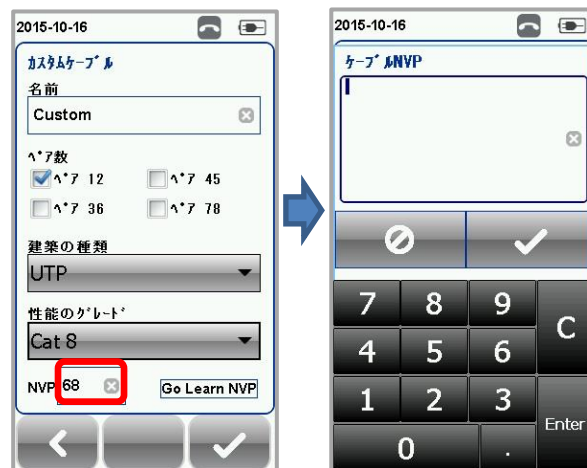 2015-10-16
カスタムケーブル
名前
Custom
ペア数
ペア 12
ペア 45
ペア 36
ペア 78
建築の種類
UTP
性能のグレード
Cat 8
NVP 68
Go Learn NVP
2015-10-16
ケーブルNVP
7 8 9
C
4 5 6
1 2 3
Enter
0 .